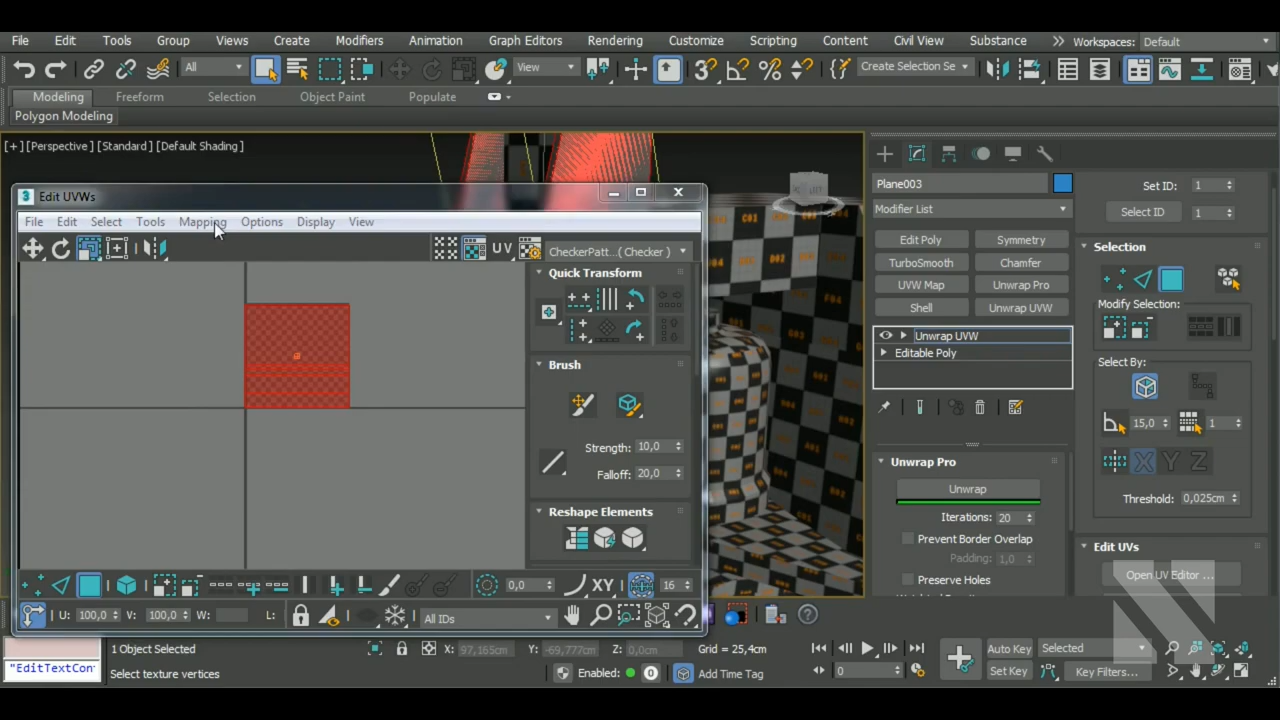 File Edit Tools Group Views Create Modifiers Animation Graph Editors Rendering Customize Scripting Content Civil View Substance Workspaces: Default
All View Create Selection Se
Modeling Freeform Selection Object Paint Populate
Polygon Modeling
[+] [Perspective ] [Standard ] [Default Shading ]
Plane003
Set ID: 1
Modifier List
Select ID 1
3 Edit UVWs
File Edit Select Tools Mapping Options Display View
Edit Poly Symmetry
Selection
UV CheckerPatt...( Checker )
TurboSmooth Chamfer
Quick Transform
UVW Map Unwrap Pro
Modify Selection:
Shell Unwrap UVW
Unwrap UVW
Editable Poly
Select By:
Brush
15,0 1
Strength: 10,0
Falloff: 20,0
Unwrap Pro
X Y Z
Unwrap
Threshold: 0,025cm
Reshape Elements
Iterations: 20
Prevent Border Overlap
Padding: 1,0
Edit UVs
Preserve Holes
Open UV Editor ...
0,0 XY 16
U: 100,0 V: 100,0 W: L: All IDs
1 Object Selected X: 97,165cm Y: -69,777cm Z: 0,0cm Grid = 25,4cm Auto Key Selected
"EditTextCon Select texture vertices Enabled: 0 Add Time Tag 0 Set Key Key Filters...